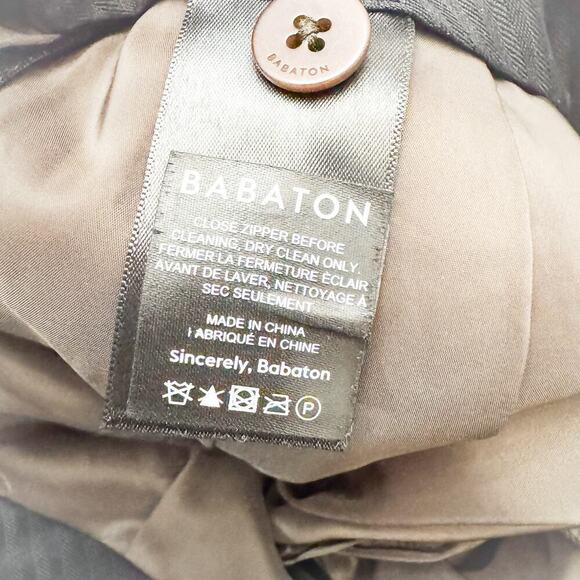 BABATON
BABATON
CLOSE ZIPPER BEFORE
CLEANING, DRY CLEAN ONLY.
FERMER LA FERMETURE ÉCLAIR
AVANT DE LAVER, NETTOYAGE À
SEC SEULEMENT
MADE IN CHINA
FABRIQUÉ EN CHINE
Sincerely, Babaton
P